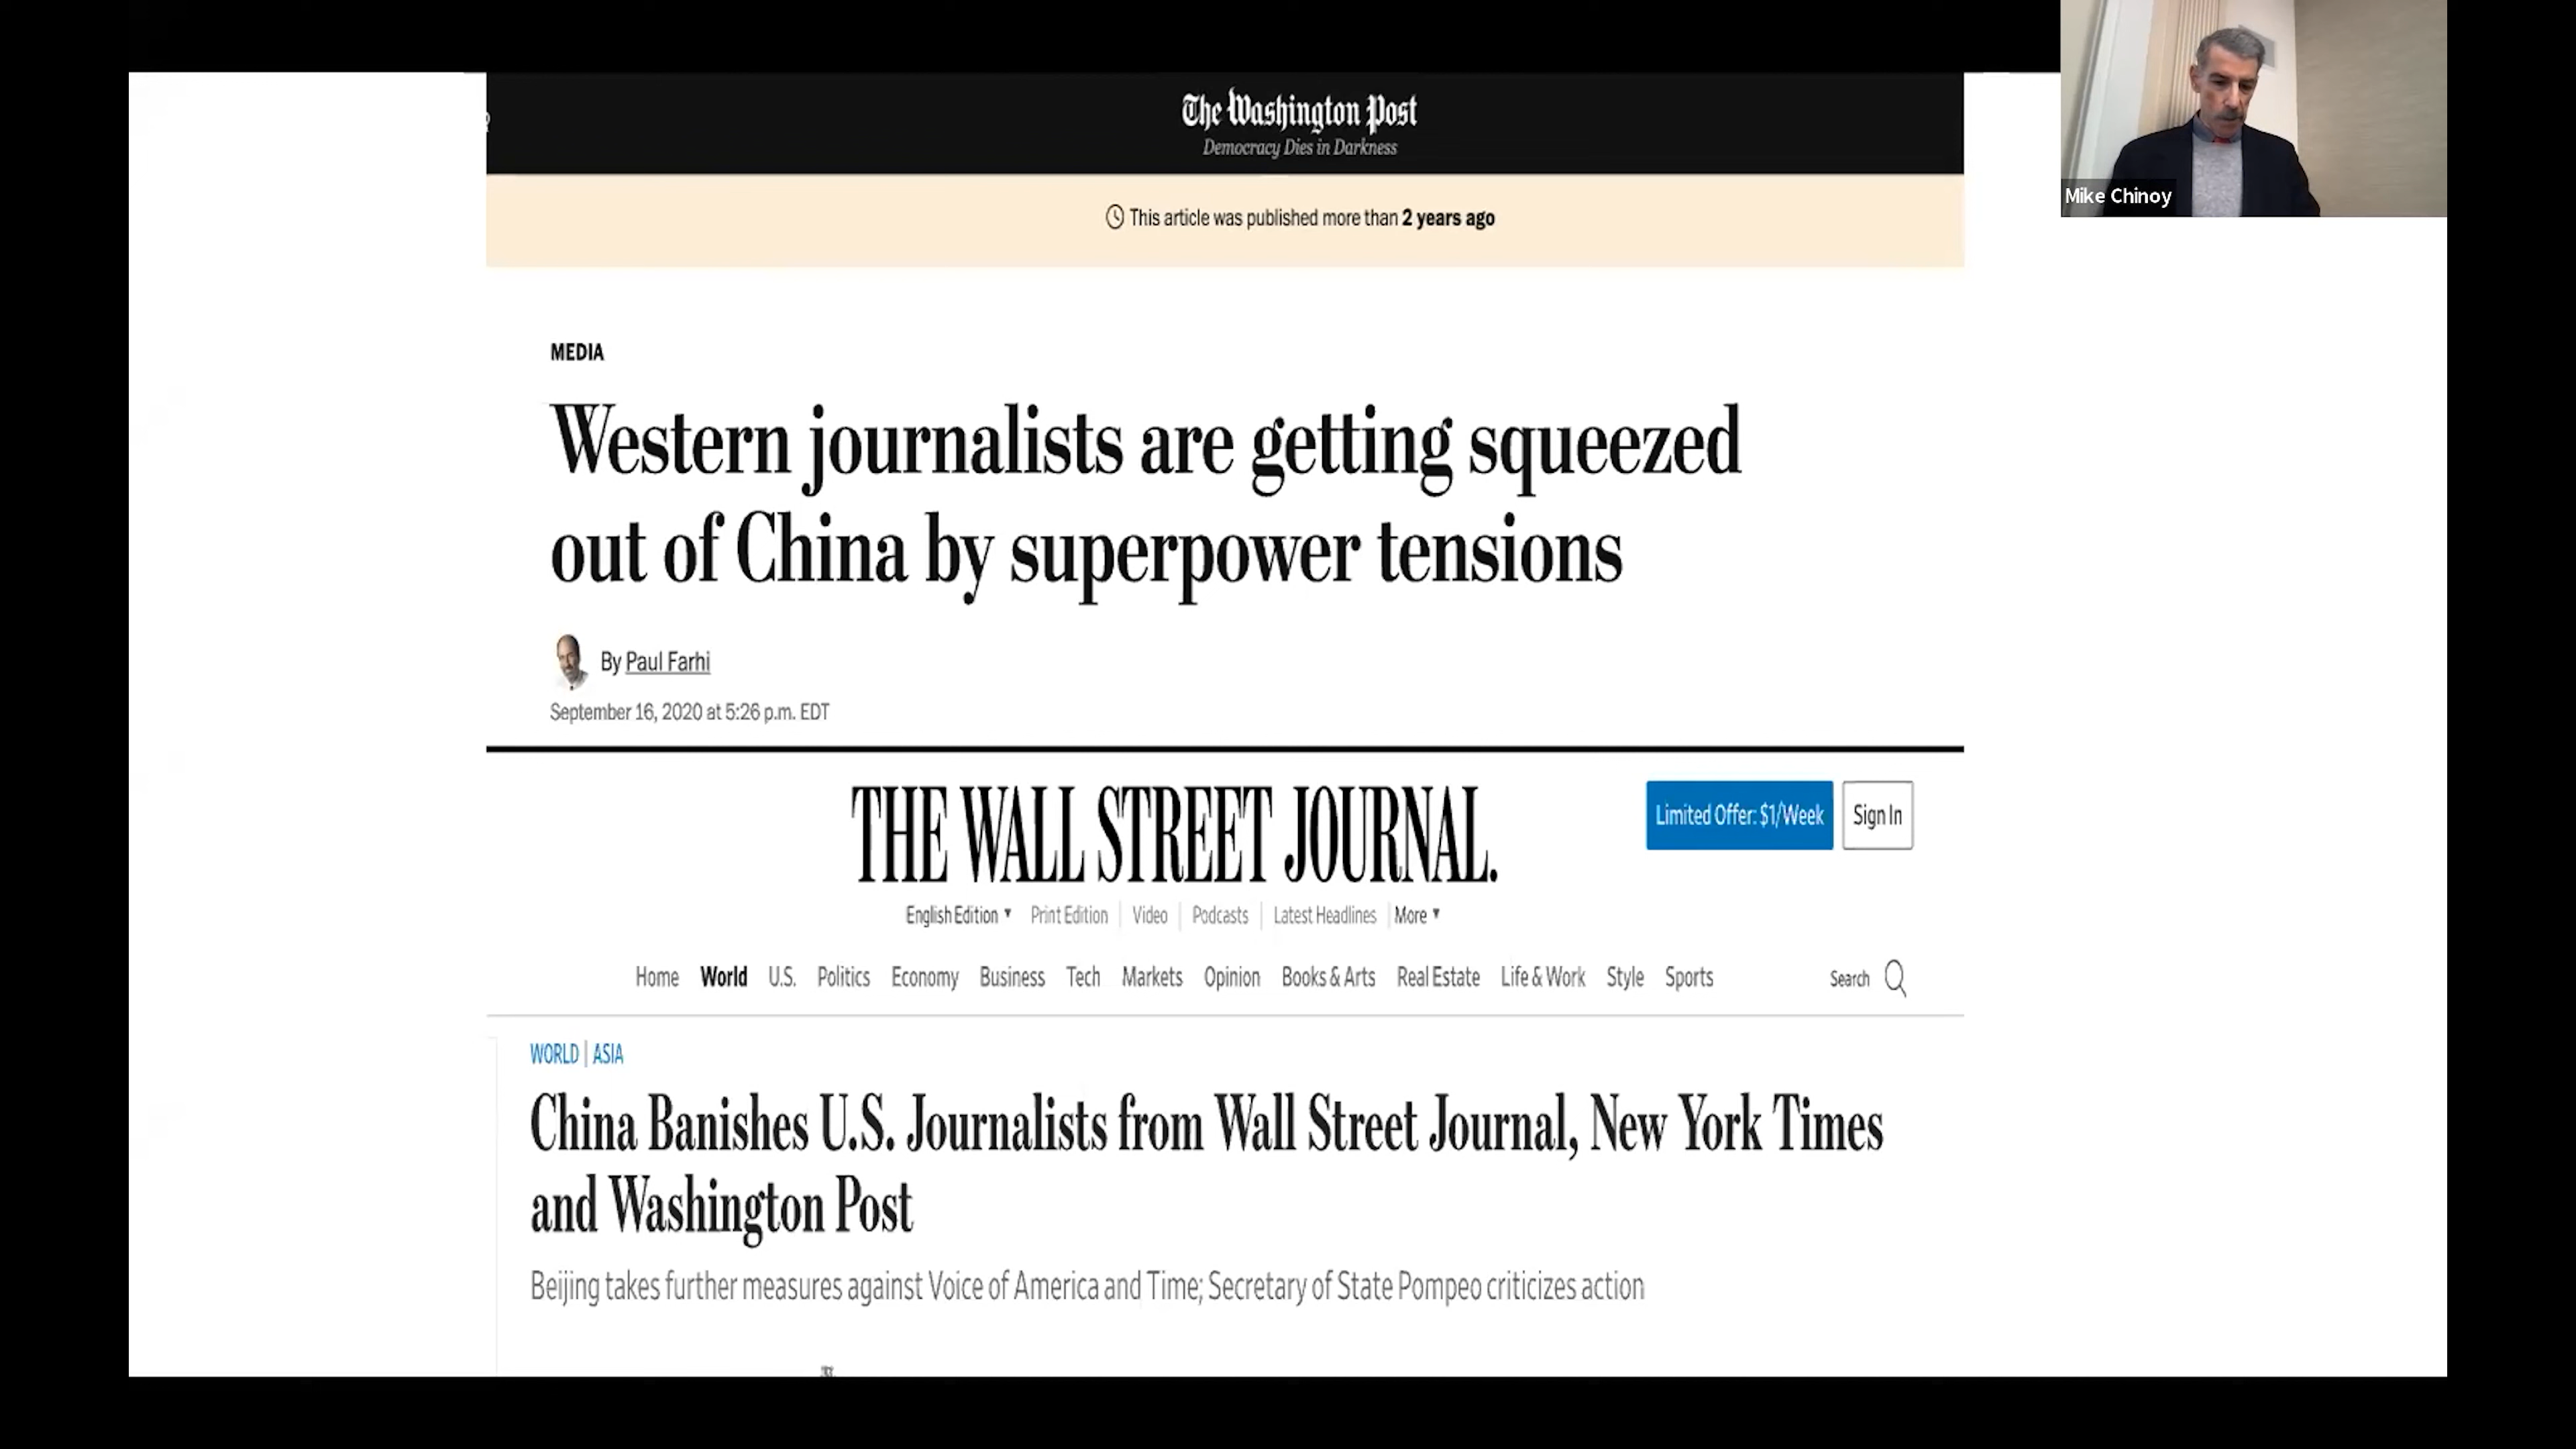 The Washington Post
Democracy Dies in Darkness
Mike Chinoy
This article was published more than 2 years ago
MEDIA
Western journalists are getting squeezed
out of China by superpower tensions
By Paul Farhi
September 16, 2020 at 5:26 p.m. EDT
THE WALL STREET JOURNAL.
Limited Offer: $1/Week Sign In
English Edition Print Edition Video Podcasts Latest Headlines More
Home World U.S. Politics Economy Business Tech Markets Opinion Books & Arts Real Estate Life & Work Style Sports Search
WORLD | ASIA
China Banishes U.S. Journalists from Wall Street Journal, New York Times
and Washington Post
Beijing takes further measures against Voice of America and Time; Secretary of State Pompeo criticizes action